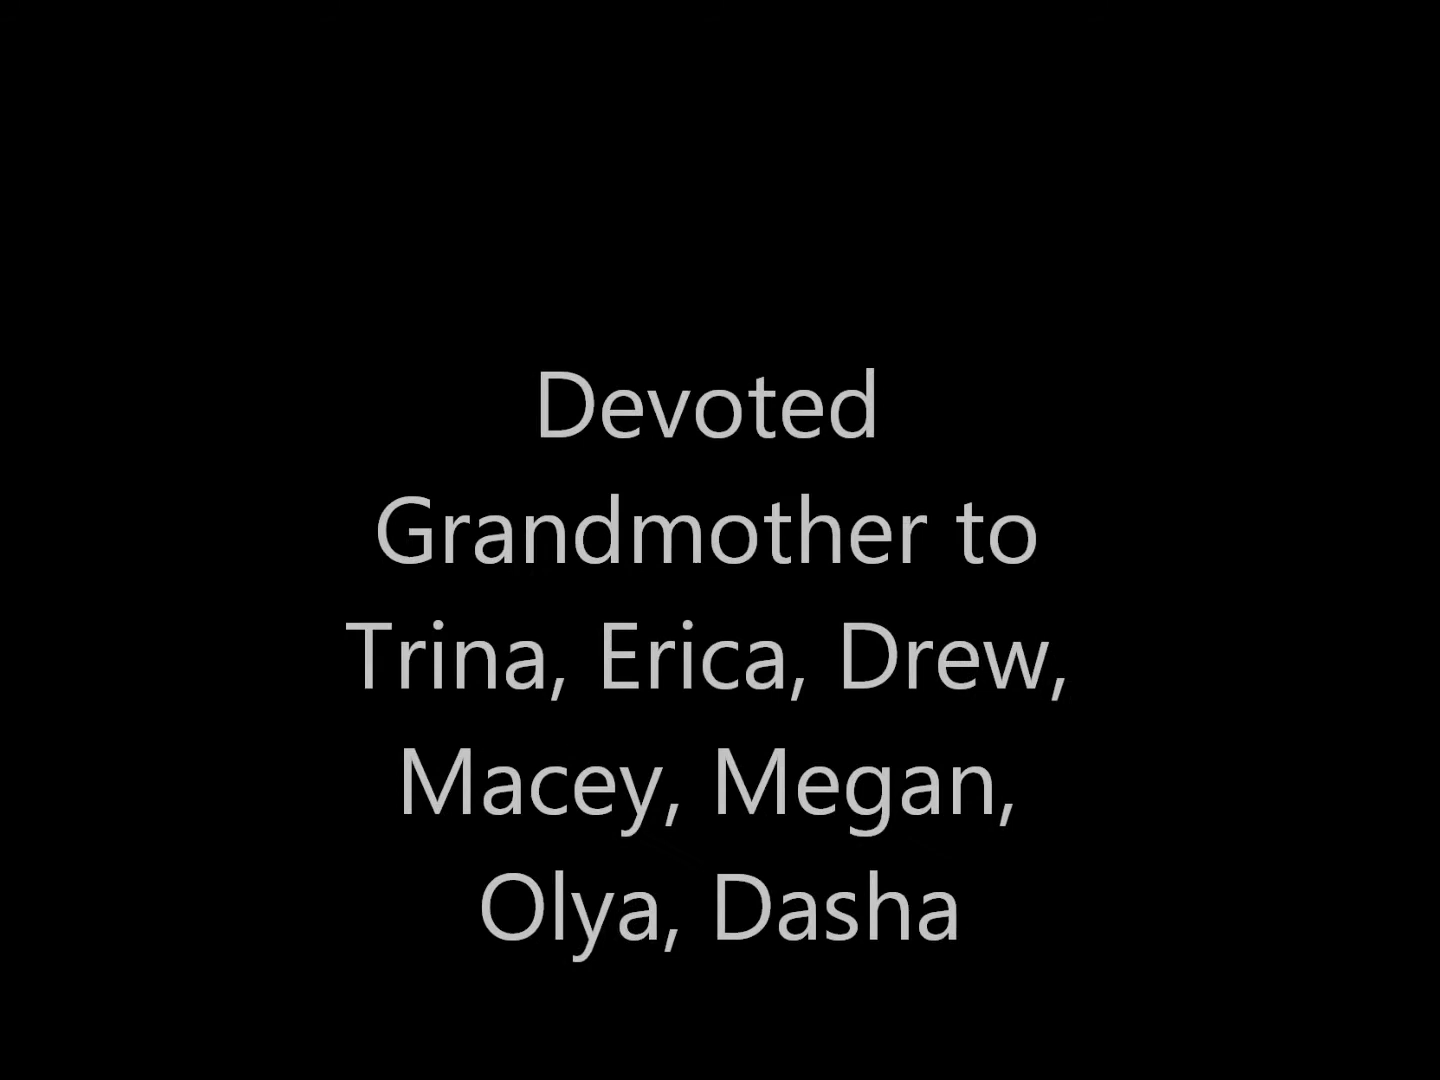 Devoted
Grandmother to
Trina, Erica, Drew,
Macey, Megan,
Olya, Dasha